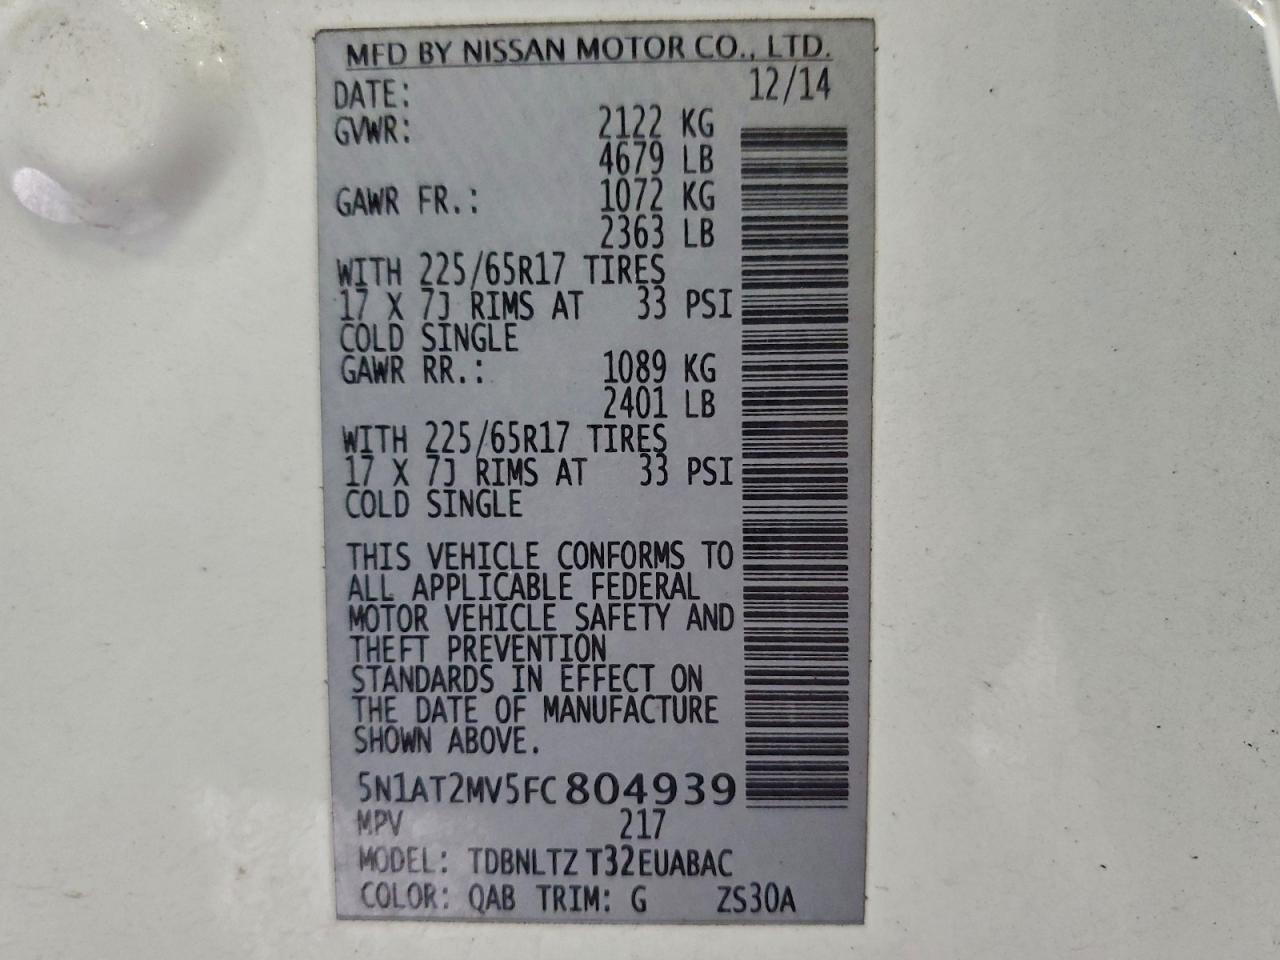 MFD BY NISSAN MOTOR CO., LTD.
DATE: 12/14
GVWR: 2122 KG
4679 LB
GAWR FR.: 1072 KG
2363 LB
WITH 225/65R17 TIRES
17 X 7J RIMS AT 33 PSI
COLD SINGLE
GAWR RR.: 1089 KG
2401 LB
WITH 225/65R17 TIRES
17 X 7J RIMS AT 33 PSI
COLD SINGLE
THIS VEHICLE CONFORMS TO
ALL APPLICABLE FEDERAL
MOTOR VEHICLE SAFETY AND
THEFT PREVENTION
STANDARDS IN EFFECT ON
THE DATE OF MANUFACTURE
SHOWN ABOVE.
5N1AT2MV5FC804939
MPV 217
MODEL: TDBNLTZ T32EUABAC
COLOR: QAB TRIM: G ZS30A